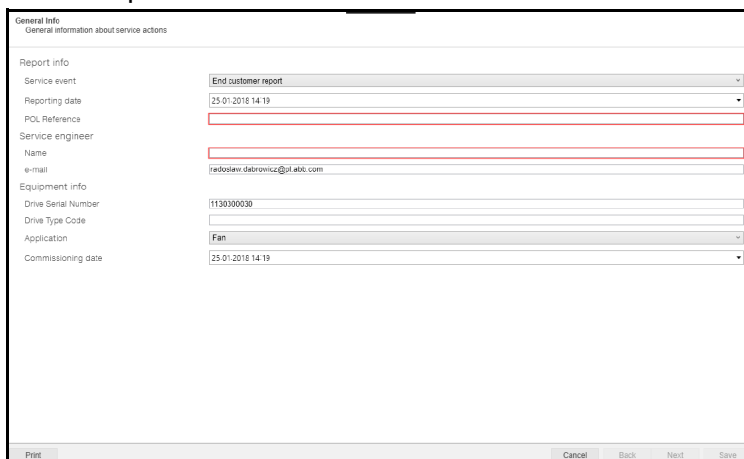 General Info
General information about service actions
Report info
Service event End customer report
Reporting date 25-01-2018 14:19
POL Reference
Service engineer
Name
e-mail radoslaw.dabrowicz@pl.abb.com
Equipment info
Drive Serial Number 1130300030
Drive Type Code
Application Fan
Commissioning date 25-01-2018 14:19
Print Cancel Back Next Save